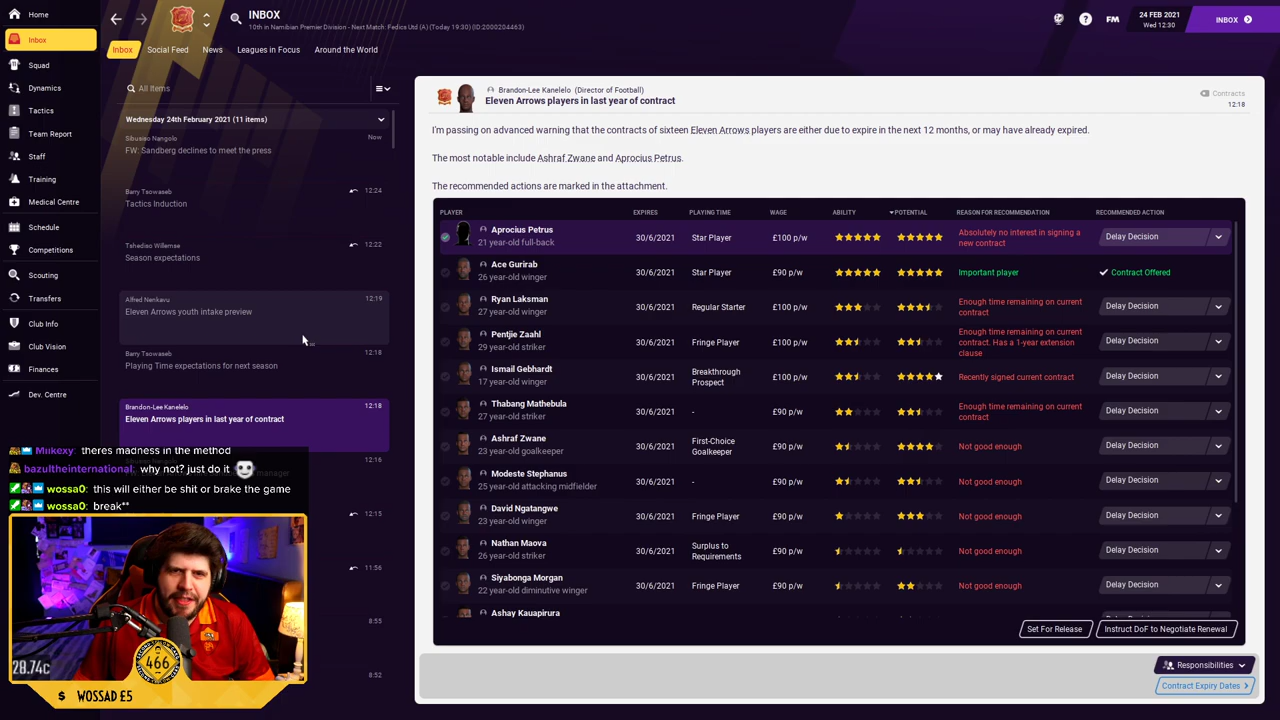 Home
Inbox
Squad
Dynamics
Tactics
Team Report
Staff
Training
Medical Centre
Schedule
Competitions
Scouting
Transfers
Club Info
Club Vision
Finances
Dev. Centre
INBOX
10th in Namibian Premier Division - Next Match: Fedics Utd (A) (Today 19:30) (ID:2000204463)
FM
24 FEB 2021
Wed 12:30
INBOX
Inbox
Social Feed
News
Leagues in Focus
Around the World
All Items
Wednesday 24th February 2021 (11 items)
Sibusiso Nangolo
Now
FW: Sandberg declines to meet the press
Barry Tsowaseb
12:24
Tactics Induction
Tshediso Willemse
12:22
Season expectations
Alfred Nenkavu
12:19
Eleven Arrows youth intake preview
Barry Tsowaseb
12:18
Playing Time expectations for next season
Brandon-Lee Kanelelo
12:18
Eleven Arrows players in last year of contract
12:16
manager
12:15
11:56
8:55
8:52
Miikexy: theres madness in the method
bazultheinternational: why not? just do it
wossa0: this will either be shit or brake the game
wossa0: break**
28.74c
466
$ WOSSAD £5
Brandon-Lee Kanelelo (Director of Football)
Eleven Arrows players in last year of contract
Contracts
12:18
I'm passing on advanced warning that the contracts of sixteen Eleven Arrows players are either due to expire in the next 12 months, or may have already expired.
The most notable include Ashraf Zwane and Aprocius Petrus.
The recommended actions are marked in the attachment.
PLAYER EXPIRES PLAYING TIME WAGE ABILITY POTENTIAL REASON FOR RECOMMENDATION RECOMMENDED ACTION
Aprocius Petrus
21 year-old full-back
30/6/2021 Star Player £100 p/w
Absolutely no interest in signing a
new contract
Delay Decision
Ace Gurirab
26 year-old winger
30/6/2021 Star Player £90 p/w Important player Contract Offered
Ryan Laksman
27 year-old winger
30/6/2021 Regular Starter £100 p/w
Enough time remaining on current
contract
Delay Decision
Pentjie Zaahl
29 year-old striker
30/6/2021 Fringe Player £100 p/w
Enough time remaining on current
contract. Has a 1-year extension
clause
Delay Decision
Ismail Gebhardt
17 year-old winger
30/6/2021
Breakthrough
Prospect
£100 p/w Recently signed current contract Delay Decision
Thabang Mathebula
27 year-old striker
30/6/2021 - £90 p/w
Enough time remaining on current
contract
Delay Decision
Ashraf Zwane
23 year-old goalkeeper
30/6/2021
First-Choice
Goalkeeper
£90 p/w Not good enough Delay Decision
Modeste Stephanus
25 year-old attacking midfielder
30/6/2021 - £90 p/w Not good enough Delay Decision
David Ngatangwe
23 year-old winger
30/6/2021 Fringe Player £90 p/w Not good enough Delay Decision
Nathan Maova
26 year-old striker
30/6/2021
Surplus to
Requirements
£90 p/w Not good enough Delay Decision
Siyabonga Morgan
22 year-old diminutive winger
30/6/2021 Fringe Player £90 p/w Not good enough Delay Decision
Ashay Kauapirura
Set For Release
Instruct DoF to Negotiate Renewal
Responsibilities
Contract Expiry Dates